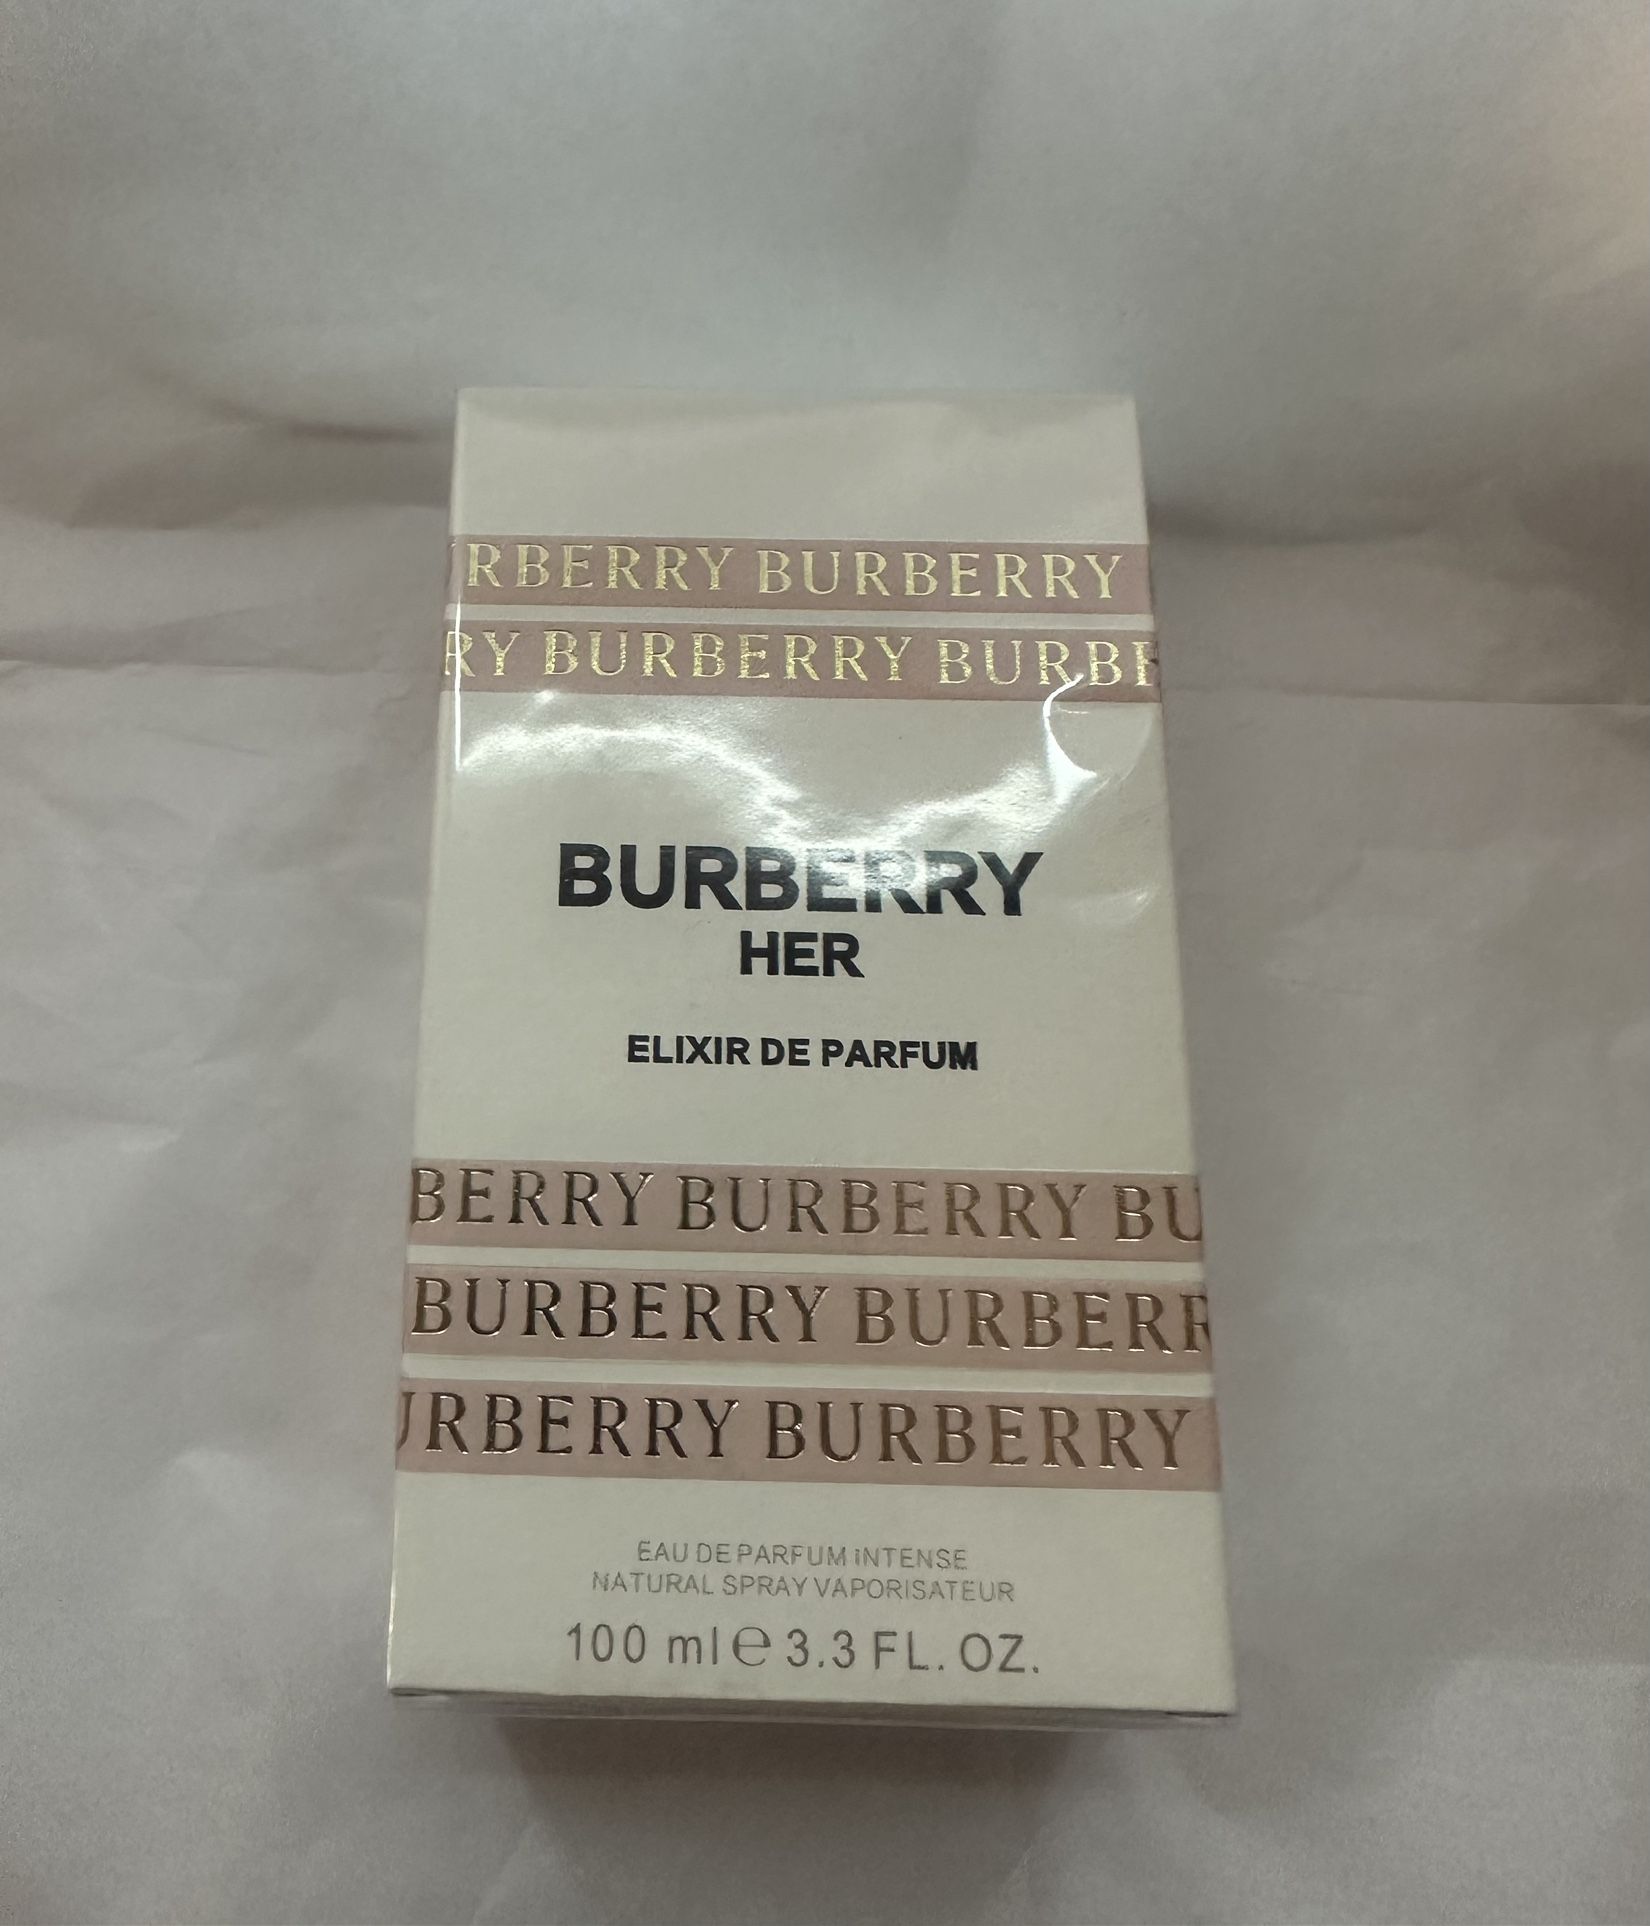 RBERRY BURBERRY
RY BURBERRY BURBE
BURBERRY
HER
ELIXIR DE PARFUM
BERRY BURBERRY BU
BURBERRY BURBERR
URBERRY BURBERRY
EAU DE PARFUM INTENSE
NATURAL SPRAY VAPORISATEUR
100 ml ℮ 3.3 FL. OZ.